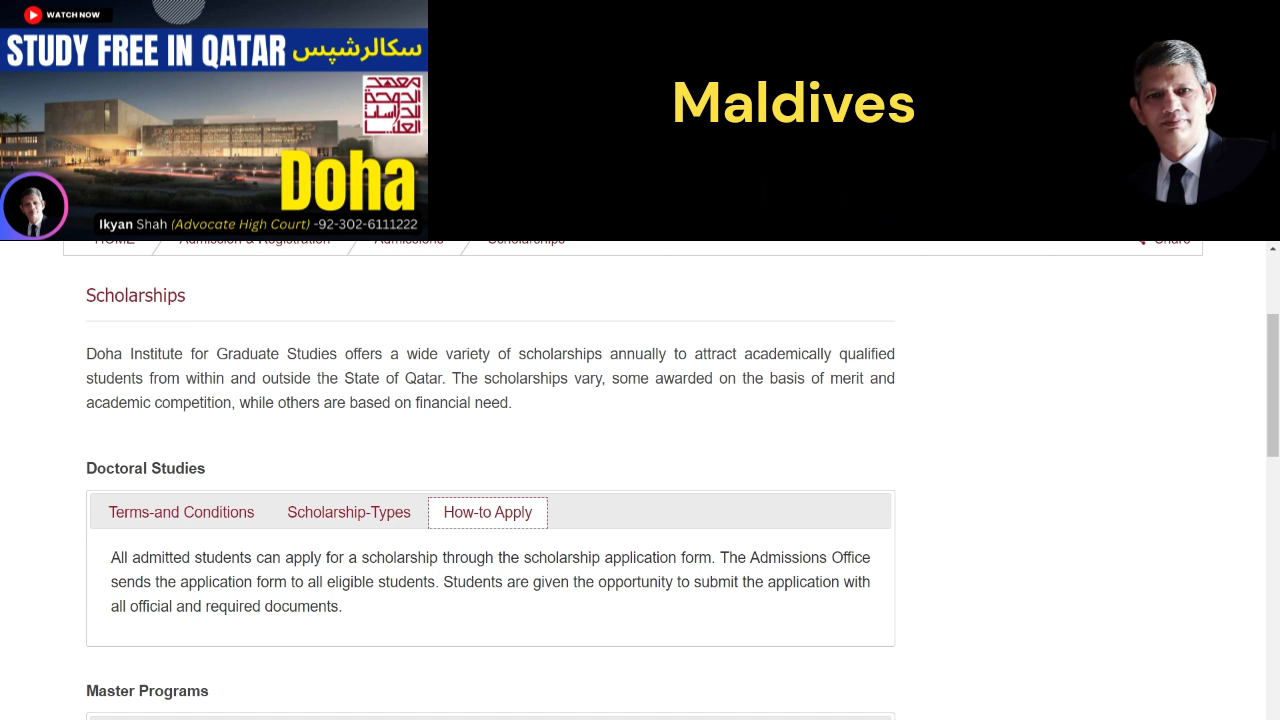 WATCH NOW
STUDY FREE IN QATAR سکالرشپس
معهد
الدوحة
للدراسات
العليا
Doha
Ikyan Shah (Advocate High Court) -92-302-6111222
Maldives
HOME Admission & Registration Admissions Scholarships Share
Scholarships
Doha Institute for Graduate Studies offers a wide variety of scholarships annually to attract academically qualified
students from within and outside the State of Qatar. The scholarships vary, some awarded on the basis of merit and
academic competition, while others are based on financial need.
Doctoral Studies
Terms-and Conditions Scholarship-Types How-to Apply
All admitted students can apply for a scholarship through the scholarship application form. The Admissions Office
sends the application form to all eligible students. Students are given the opportunity to submit the application with
all official and required documents.
Master Programs